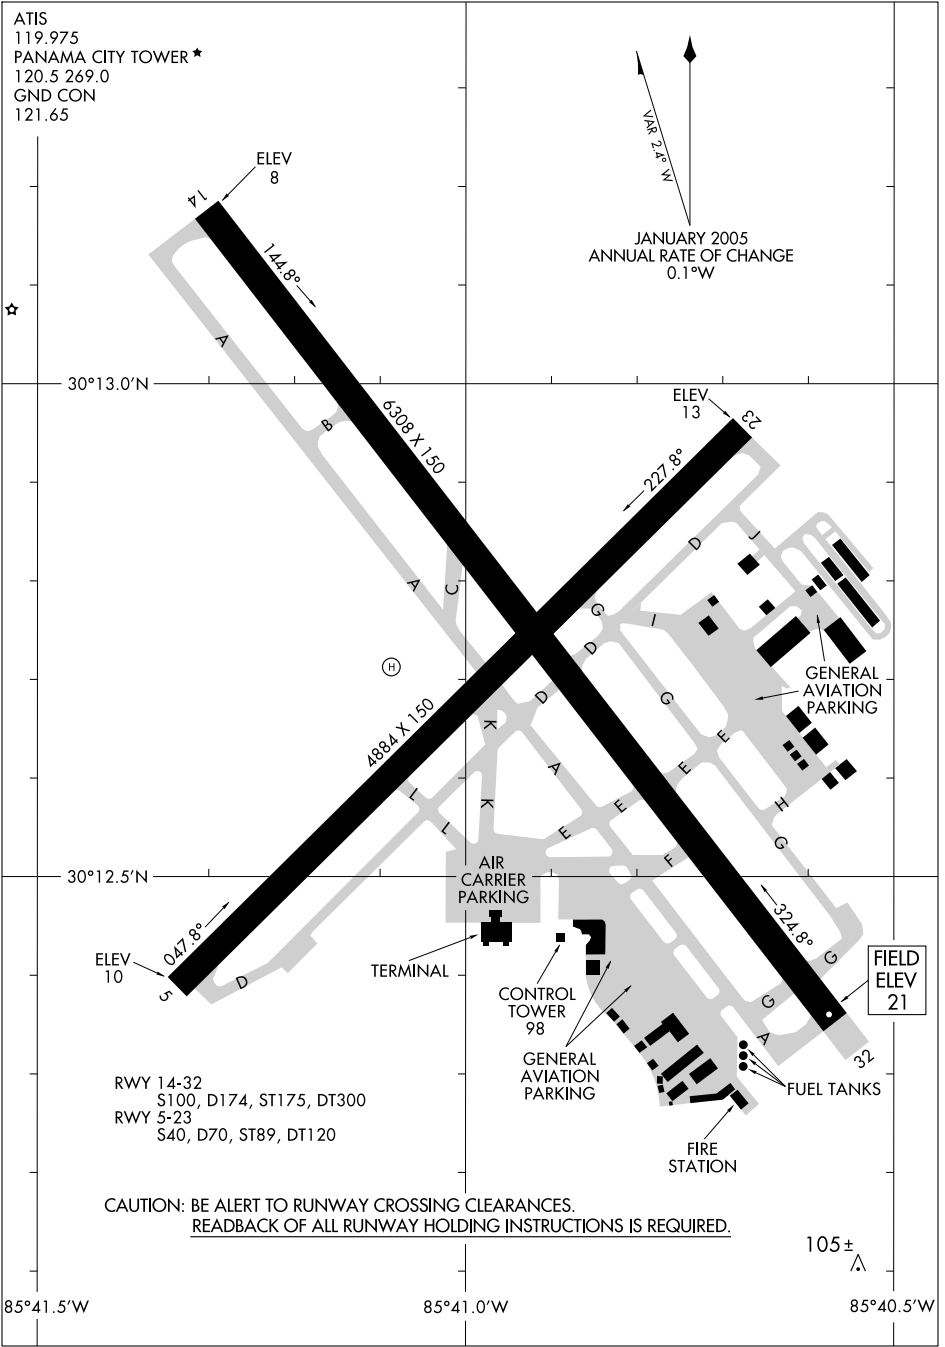 ATIS
119.975
PANAMA CITY TOWER
120.5 269.0
GND CON
121.65
VAR 2.4° W
JANUARY 2005
ANNUAL RATE OF CHANGE
0.1°W
ELEV
8
14
144.8°
A
30°13.0'N
B
6308 X 150
ELEV
13
23
227.8°
D
J
A
C
G
I
H
D
GENERAL
AVIATION
PARKING
D
G
K
E
4884 X 150
A
E
L
K
E
H
L
E
F
G
30°12.5'N
AIR
CARRIER
PARKING
324.8°
047.8°
ELEV
10
5
D
TERMINAL
CONTROL
TOWER
98
GENERAL
AVIATION
PARKING
G
G
A
FIELD
ELEV
21
32
FUEL TANKS
FIRE
STATION
RWY 14-32
S100, D174, ST175, DT300
RWY 5-23
S40, D70, ST89, DT120
CAUTION: BE ALERT TO RUNWAY CROSSING CLEARANCES.
READBACK OF ALL RUNWAY HOLDING INSTRUCTIONS IS REQUIRED.
105±
85°41.5'W
85°41.0'W
85°40.5'W